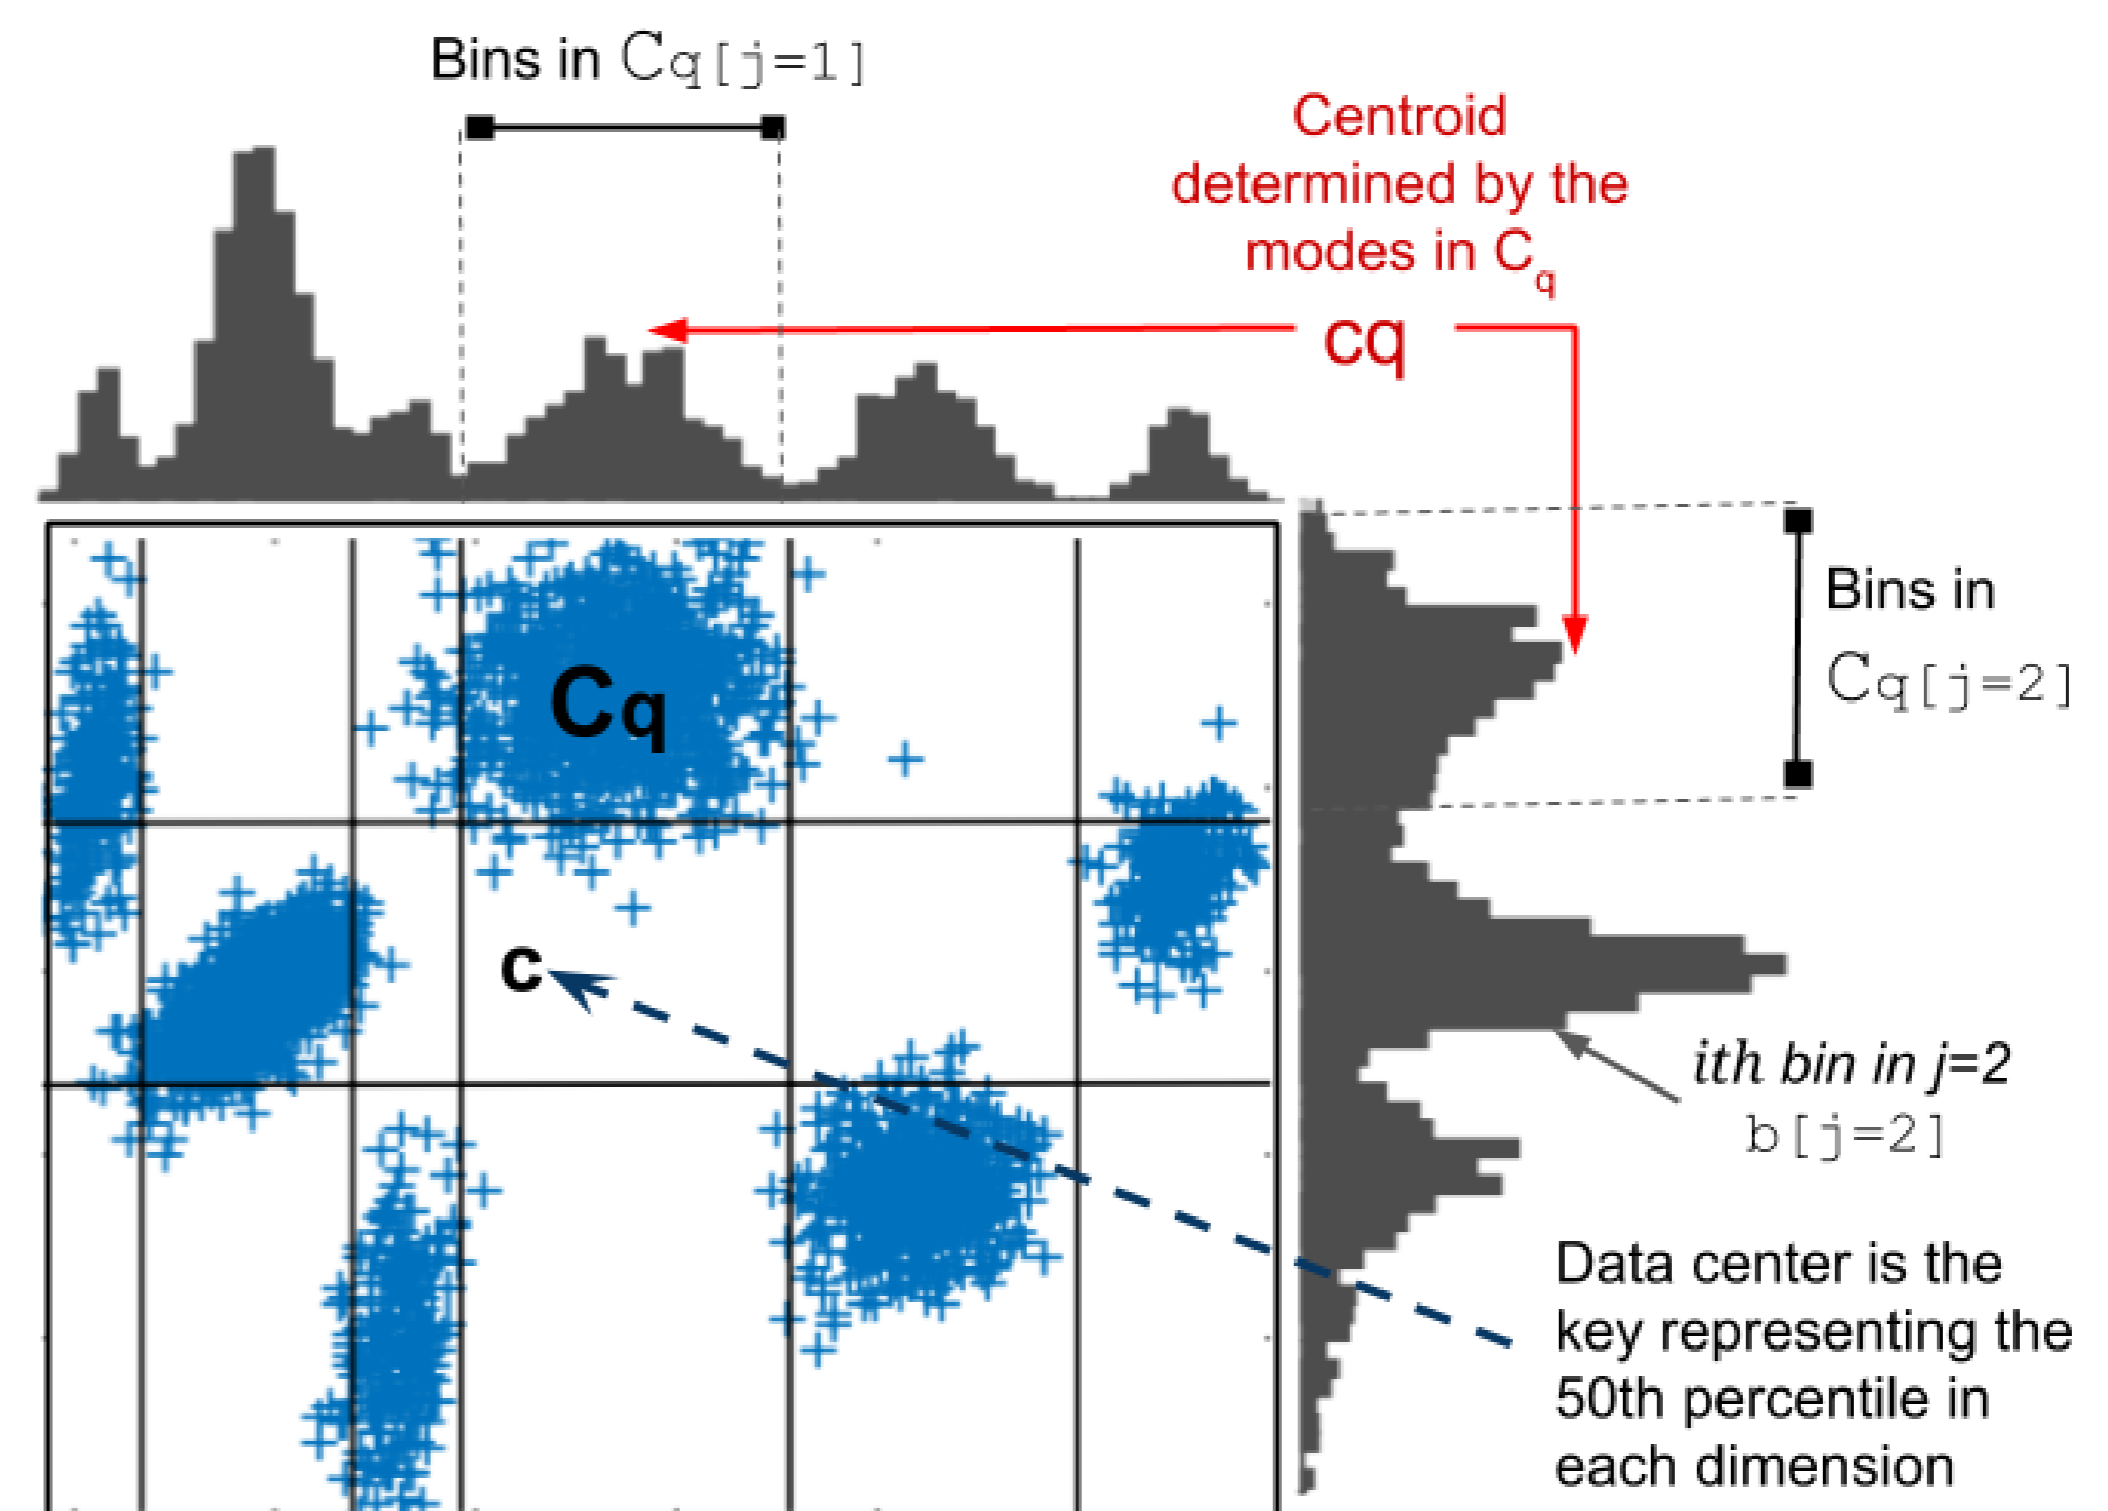 Bins in Cq[j=1]
Centroid
determined by the
modes in Cq
cq
Bins in
Cq[j=2]
Cq
c
ith bin in j=2
b[j=2]
Data center is the
key representing the
50th percentile in
each dimension